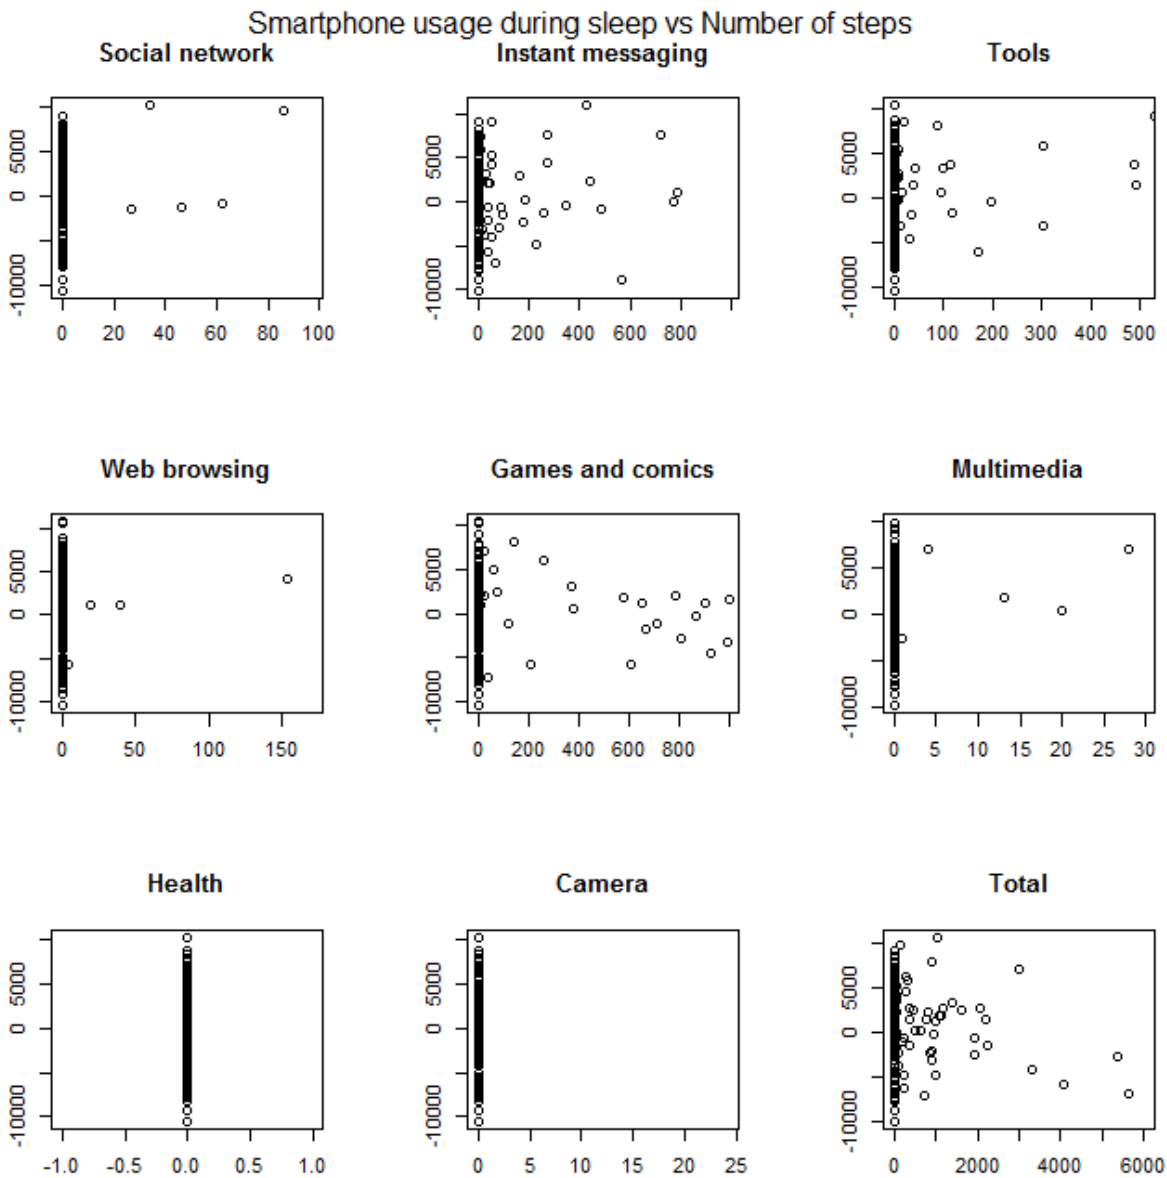 Smartphone usage during sleep vs Number of steps
Social network
Instant messaging
Tools
5000
0
-10000
0 20 40 60 80 100
5000
0
-10000
0 200 400 600 800
5000
0
-10000
0 100 200 300 400 500
Web browsing
Games and comics
Multimedia
5000
0
-10000
0 50 100 150
5000
0
-10000
0 200 400 600 800
5000
0
-10000
0 5 10 15 20 25 30
Health
Camera
Total
5000
0
-10000
-1.0 -0.5 0.0 0.5 1.0
5000
0
-10000
0 5 10 15 20 25
5000
0
-10000
0 2000 4000 6000